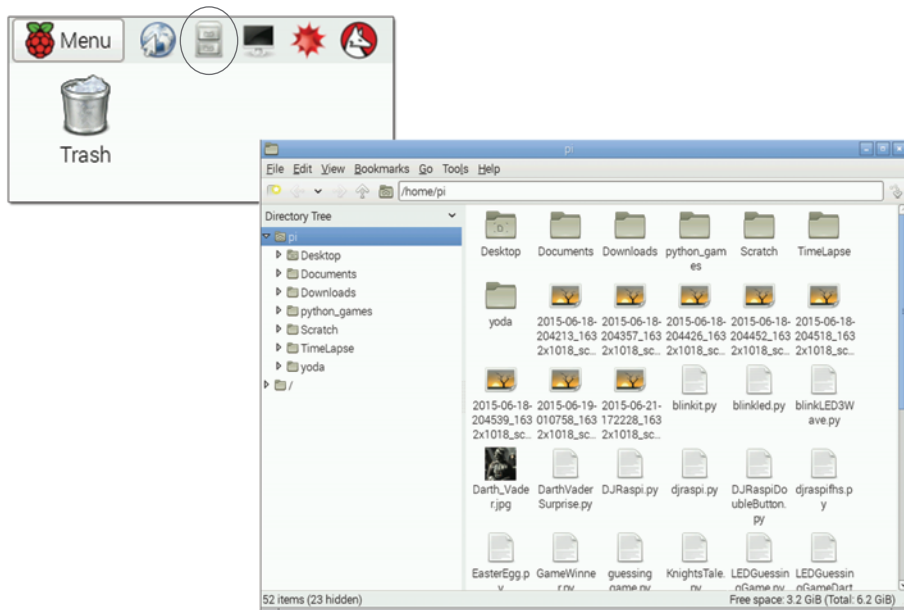 Menu
Trash
pi
File Edit View Bookmarks Go Tools Help
/home/pi
Directory Tree
pi
Desktop
Documents
Downloads
python_games
Scratch
TimeLapse
yoda
/
Desktop Documents Downloads python_gam Scratch TimeLapse
es
yoda 2015-06-18- 2015-06-18- 2015-06-18- 2015-06-18- 2015-06-18-
204213_163 204357_163 204426_163 204452_163 204518_163
2x1018_sc... 2x1018_sc... 2x1018_sc... 2x1018_sc... 2x1018_sc...
2015-06-18- 2015-06-19- 2015-06-21- blinkit.py blinkled.py blinkLED3W
204539_163 010758_163 172228_163 ave.py
2x1018_sc... 2x1018_sc... 2x1018_sc...
Darth_Vade DarthVader DJRaspi.py djraspi.py DJRaspiDo djraspifhs.p
r.jpg Surprise.py ubleButton. y
py
EasterEgg.p GameWinne guessing KnightsTale. LEDGuessin LEDGuessin
y r.py game.py py gGame.py gGameDart
52 items (23 hidden) Free space: 3.2 GiB (Total: 6.2 GiB)